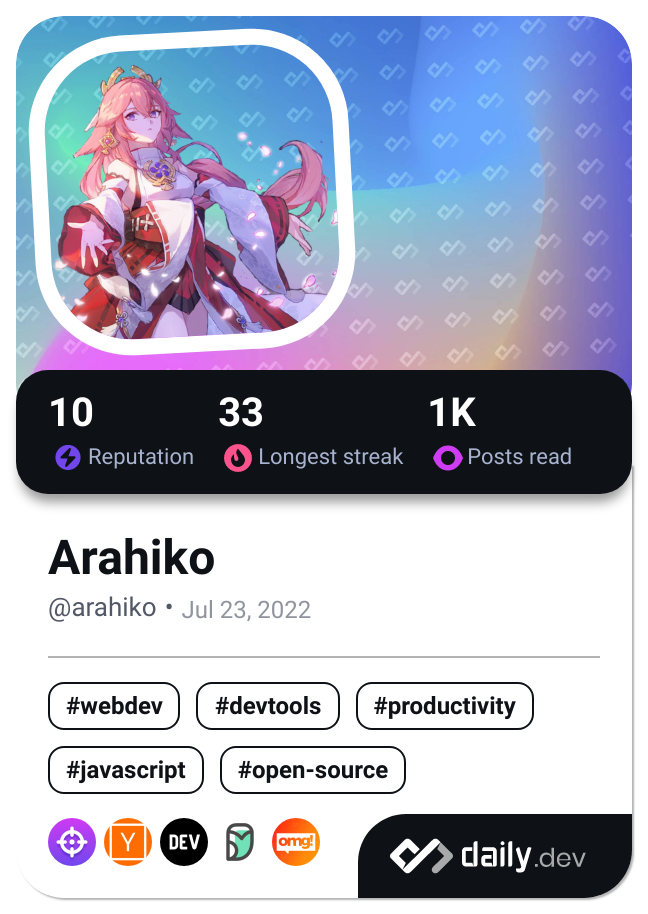 10 33 1K
Reputation Longest streak Posts read
Arahiko
@arahiko • Jul 23, 2022
#webdev #devtools #productivity
#javascript #open-source
Y DEV omg! daily.dev